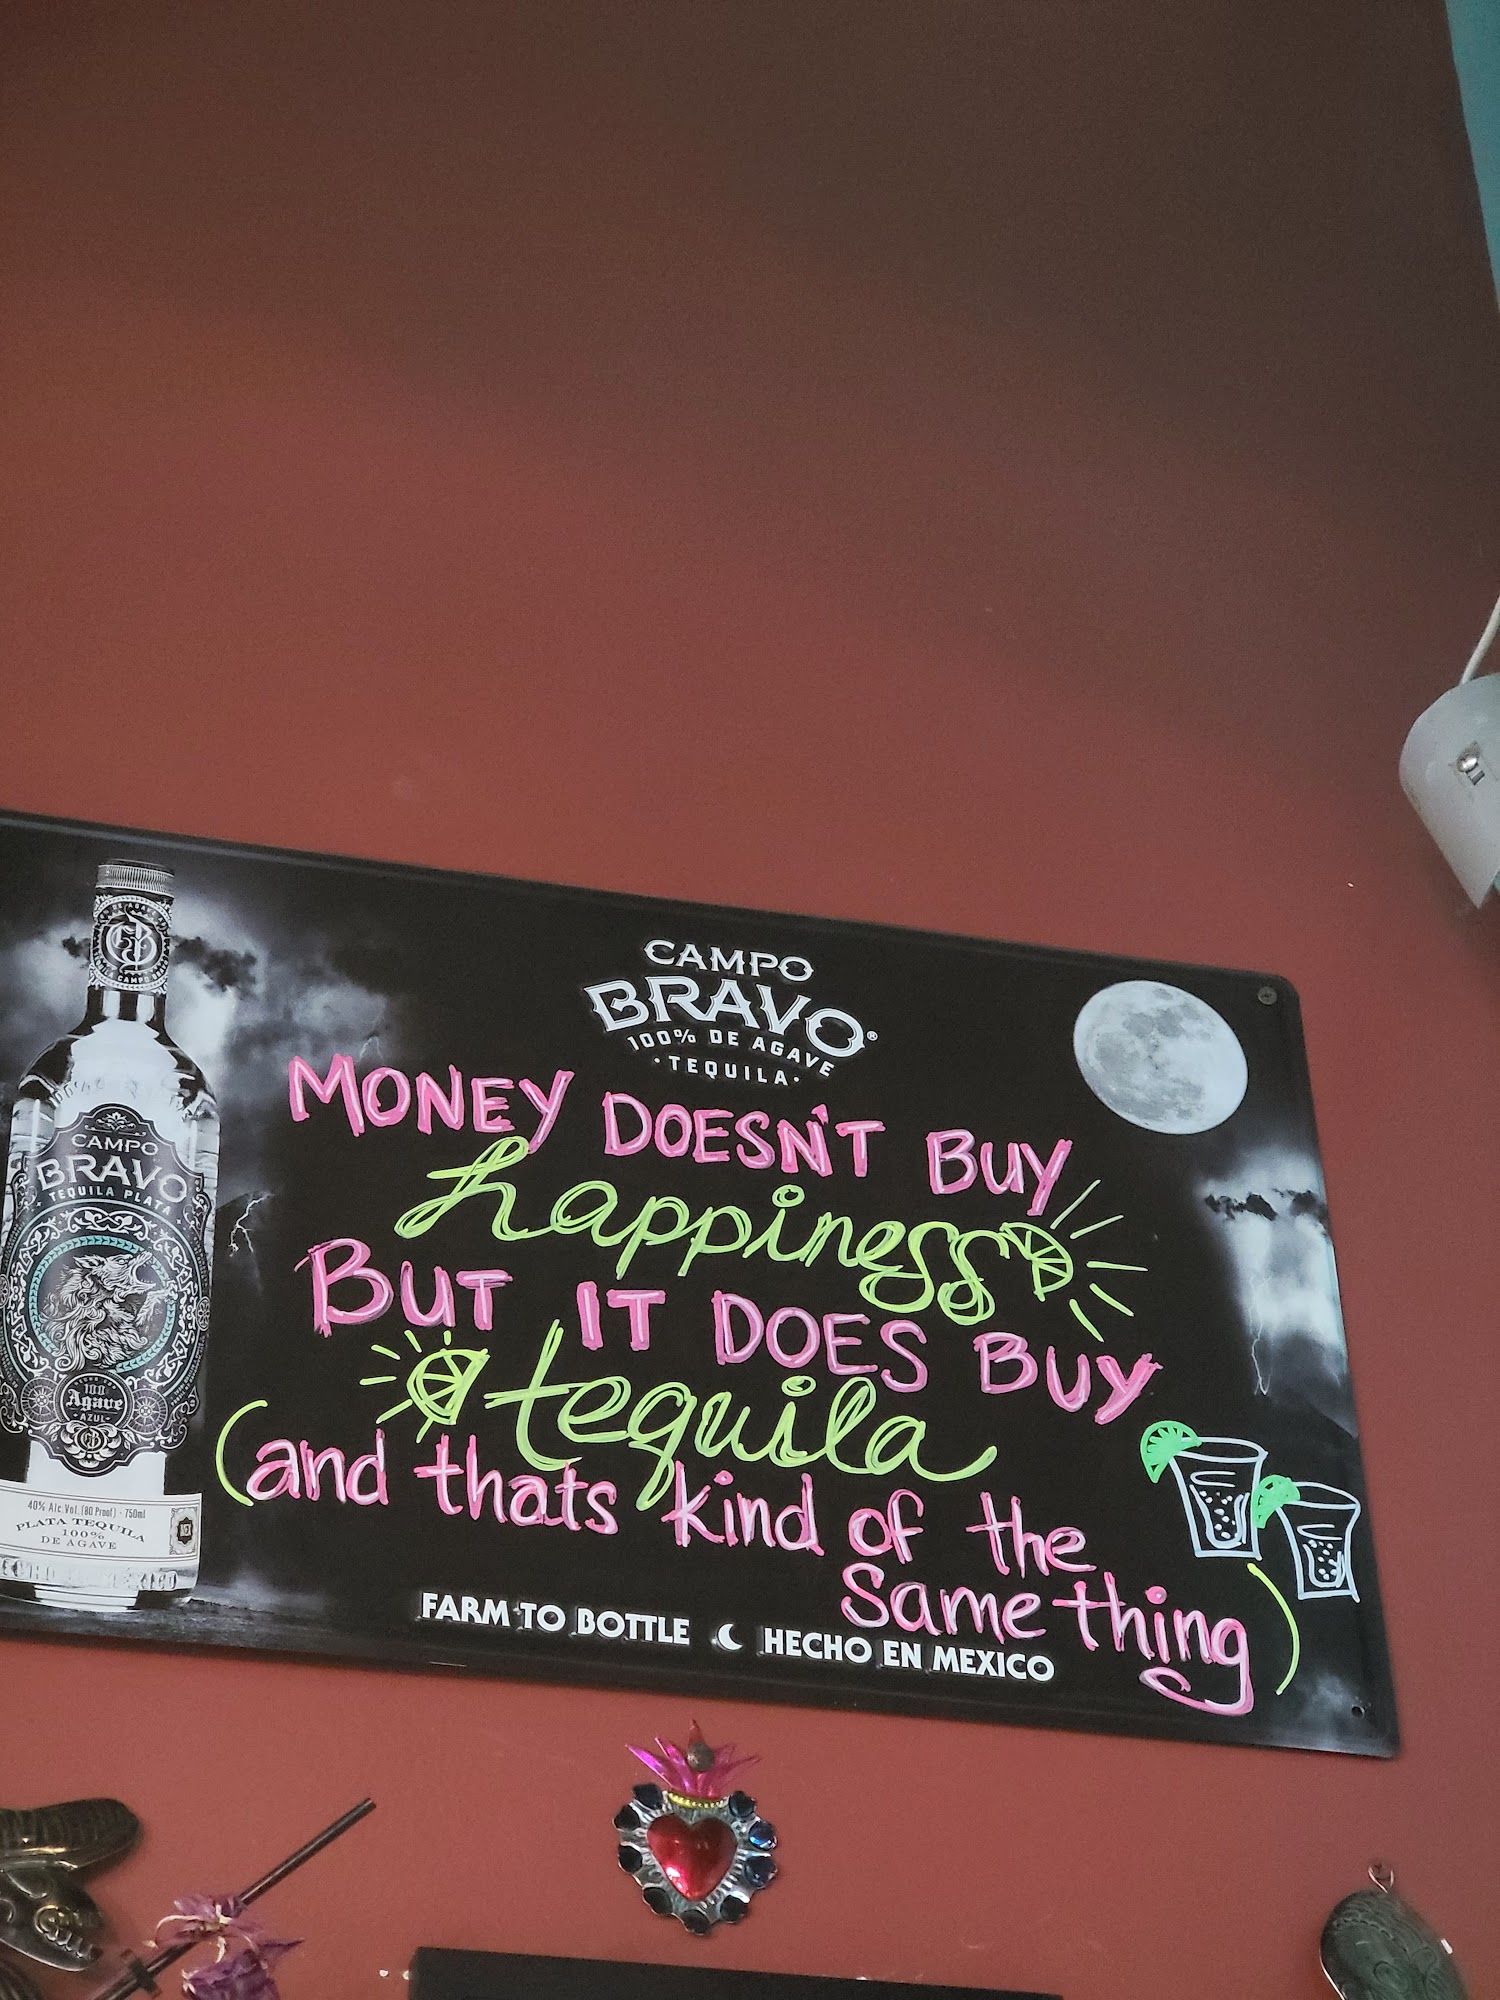 CAMPO
BRAVO®
100% DE AGAVE
·TEQUILA·
MONEY DOESN'T BUY
happiness
BUT IT DOES BUY
tequila
(and thats kind of the
same thing)
FARM TO BOTTLE HECHO EN MEXICO
CAMPO
BRAVO
TEQUILA PLATA
100
Agave
AZUL
40% Alc. Vol. (80 Proof) · 750ml
PLATA TEQUILA
100%
DE AGAVE